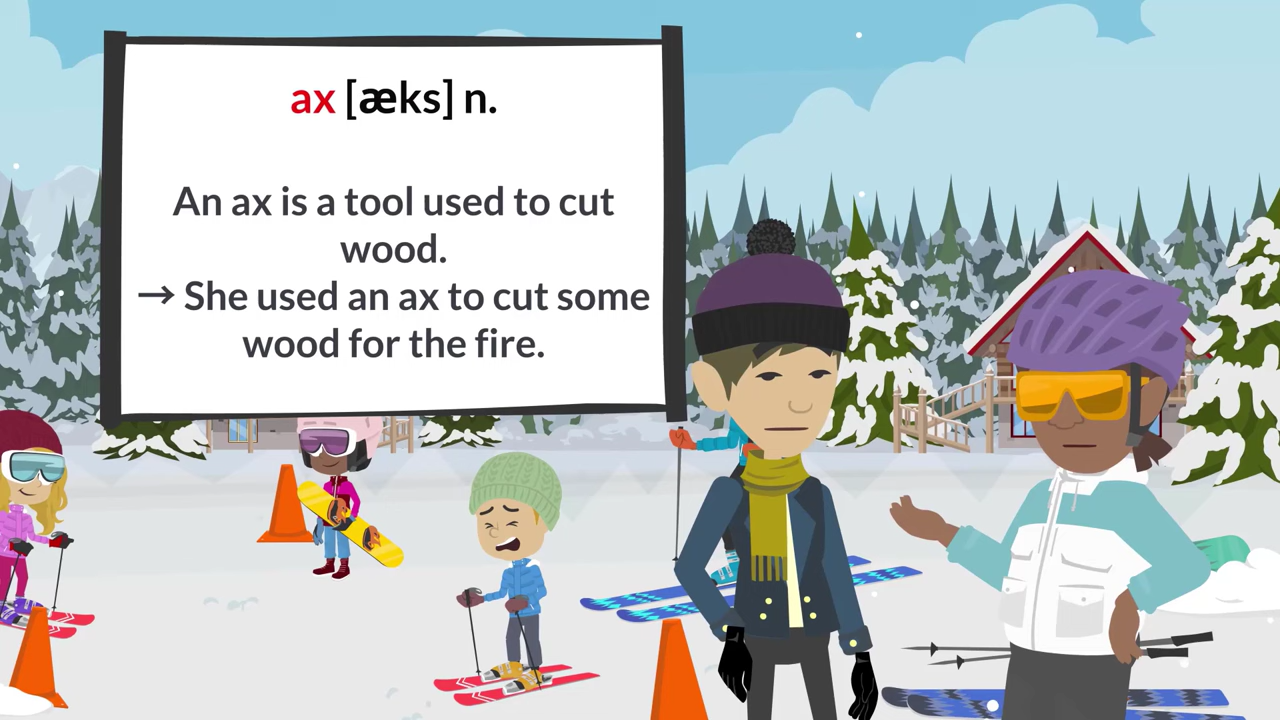 ax [æks] n.
An ax is a tool used to cut
wood.
→ She used an ax to cut some
wood for the fire.